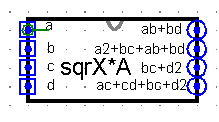 a ab+bd
b a2+bc+ab+bd
c sqrX*A bc+d2
d ac+cd+bc+d2